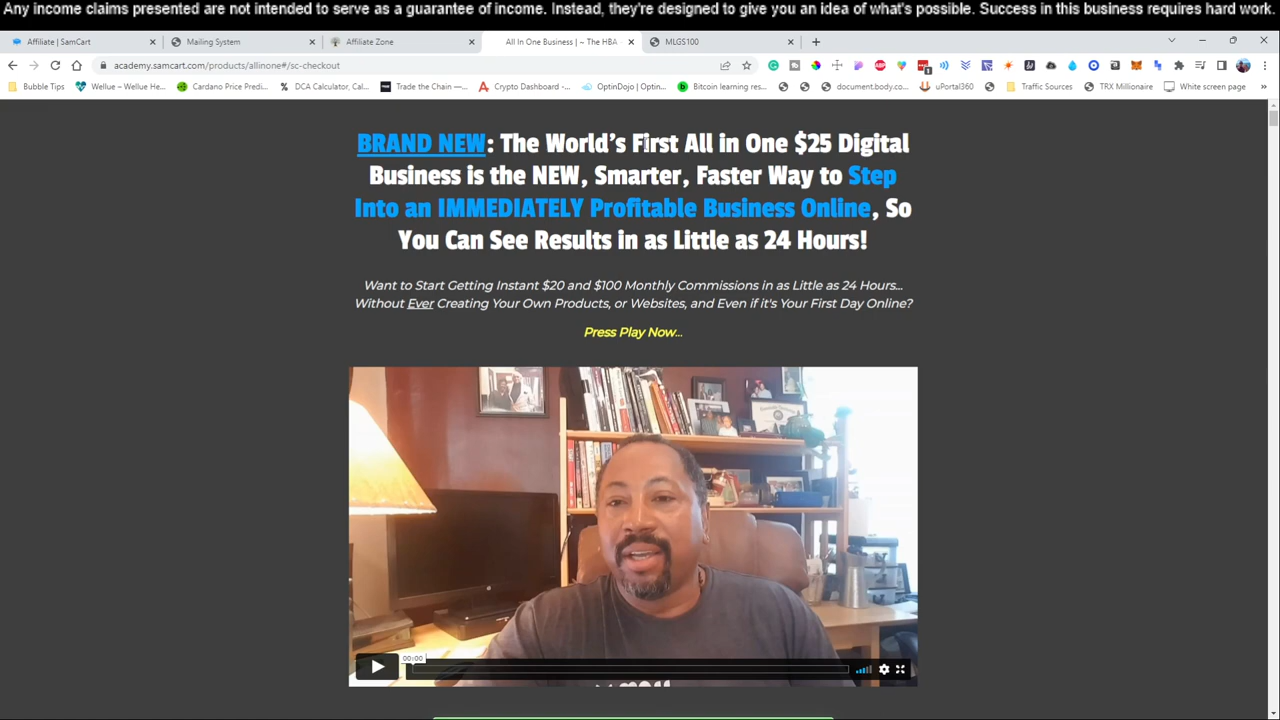 Any income claims presented are not intended to serve as a guarantee of income. Instead, they're designed to give you an idea of what's possible. Success in this business requires hard work.
Affiliate | SamCart
Mailing System
Affiliate Zone
All In One Business | ~ The HBA
MLGS100
academy.samcart.com/products/allinone#/sc-checkout
Bubble Tips
Wellue – Wellue He...
Cardano Price Predi...
DCA Calculator, Cal...
Trade the Chain —...
Crypto Dashboard -...
OptinDojo | Optin...
Bitcoin learning res...
document.body.co...
uPortal360
Traffic Sources
TRX Millionaire
White screen page
BRAND NEW: The World's First All in One $25 Digital
Business is the NEW, Smarter, Faster Way to Step
Into an IMMEDIATELY Profitable Business Online, So
You Can See Results in as Little as 24 Hours!
Want to Start Getting Instant $20 and $100 Monthly Commissions in as Little as 24 Hours...
Without Ever Creating Your Own Products, or Websites, and Even if it's Your First Day Online?
Press Play Now...
00:00